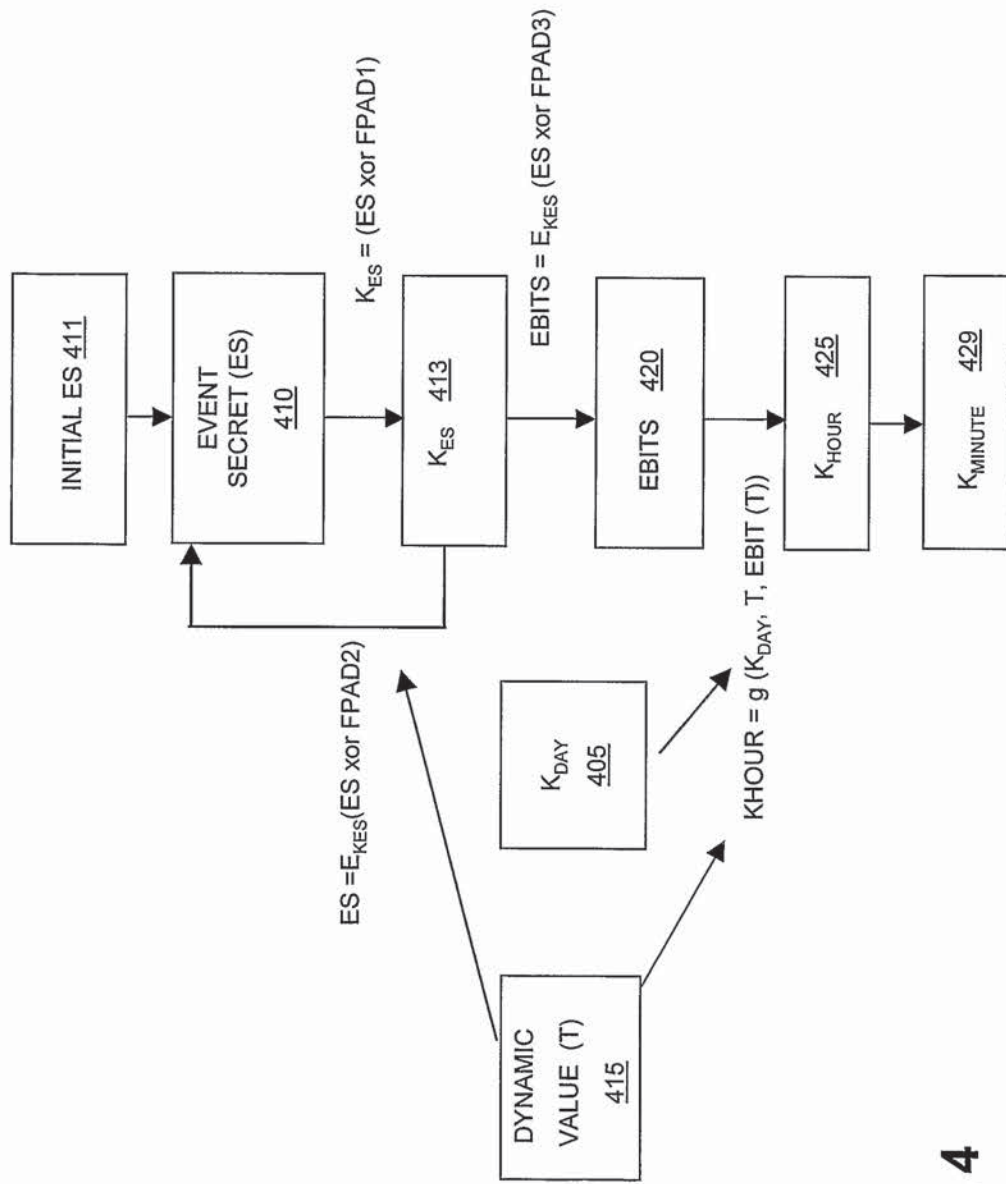 INITIAL ES 411
EVENT
SECRET (ES)
410
K_ES = (ES xor FPAD1)
K_ES 413
ES =E_KES(ES xor FPAD2)
EBITS = E_KES (ES xor FPAD3)
EBITS 420
K_DAY
405
DYNAMIC
VALUE (T)
415
KHOUR = g (K_DAY, T, EBIT (T))
K_HOUR 425
K_MINUTE 429
4